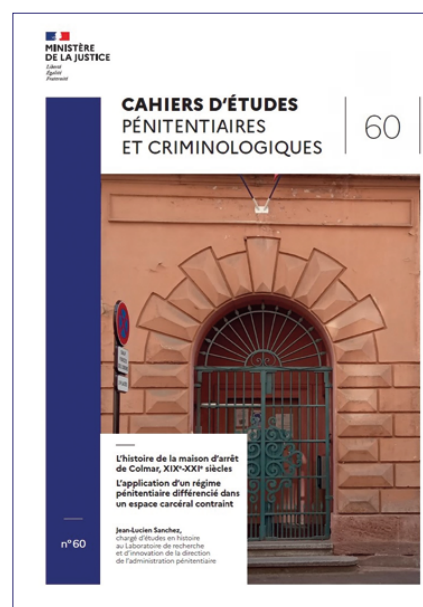 MINISTÈRE
DE LA JUSTICE
Liberté
Égalité
Fraternité
CAHIERS D'ÉTUDES
PÉNITENTIAIRES
ET CRIMINOLOGIQUES
60
L'histoire de la maison d'arrêt
de Colmar, XIXᵉ-XXIᵉ siècles
L'application d'un régime
pénitentiaire différencié dans
un espace carcéral contraint
Jean-Lucien Sanchez,
chargé d'études en histoire
au Laboratoire de recherche
et d'innovation de la direction
de l'administration pénitentiaire
n°60